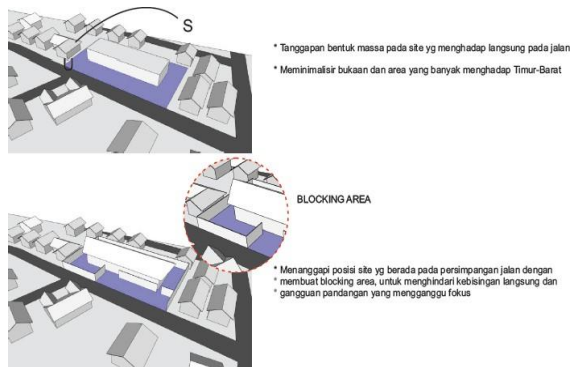 S
* Tanggapan bentuk massa pada site yg menghadap langsung pada jalan
* Meminimalisir bukaan dan area yang banyak menghadap Timur-Barat
BLOCKING AREA
* Menanggapi posisi site yg berada pada persimpangan jalan dengan
* membuat blocking area, untuk menghindari kebisingan langsung dan
* gangguan pandangan yang mengganggu fokus